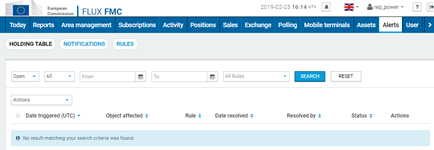 European
Commission
FLUX FMC
2019-02-25 16:14 UTC
rep_power
Today Reports Area management Subscriptions Activity Positions Sales Exchange Polling Mobile terminals Assets Alerts User
HOLDING TABLE NOTIFICATIONS RULES
Open All From To All Rules SEARCH RESET
Actions
Date triggered (UTC) Object affected Rule Date resolved Resolved by Status Actions
No result matching your search criteria was found.